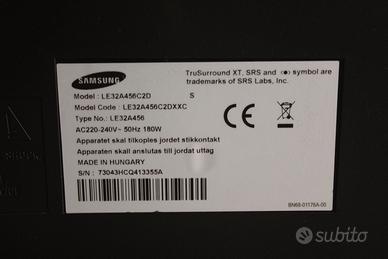 SAMSUNG
TruSurround XT, SRS and (●) symbol are
trademarks of SRS Labs, Inc.
Model : LE32A456C2D S
Model Code : LE32A456C2DXXC
Type No. : LE32A456
AC220-240V~ 50Hz 180W
Apparatet skal tilkoples jordet stikkontakt
Apparaten skall anslutas till jordat uttag
MADE IN HUNGARY
S/N : 73043HCQ413355A
CE
BN68-01178A-00
subito